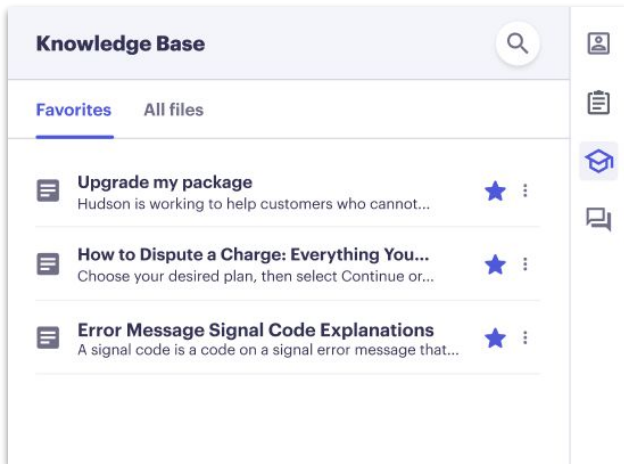 Knowledge Base
Favorites All files
Upgrade my package
Hudson is working to help customers who cannot...
How to Dispute a Charge: Everything You...
Choose your desired plan, then select Continue or...
Error Message Signal Code Explanations
A signal code is a code on a signal error message that...